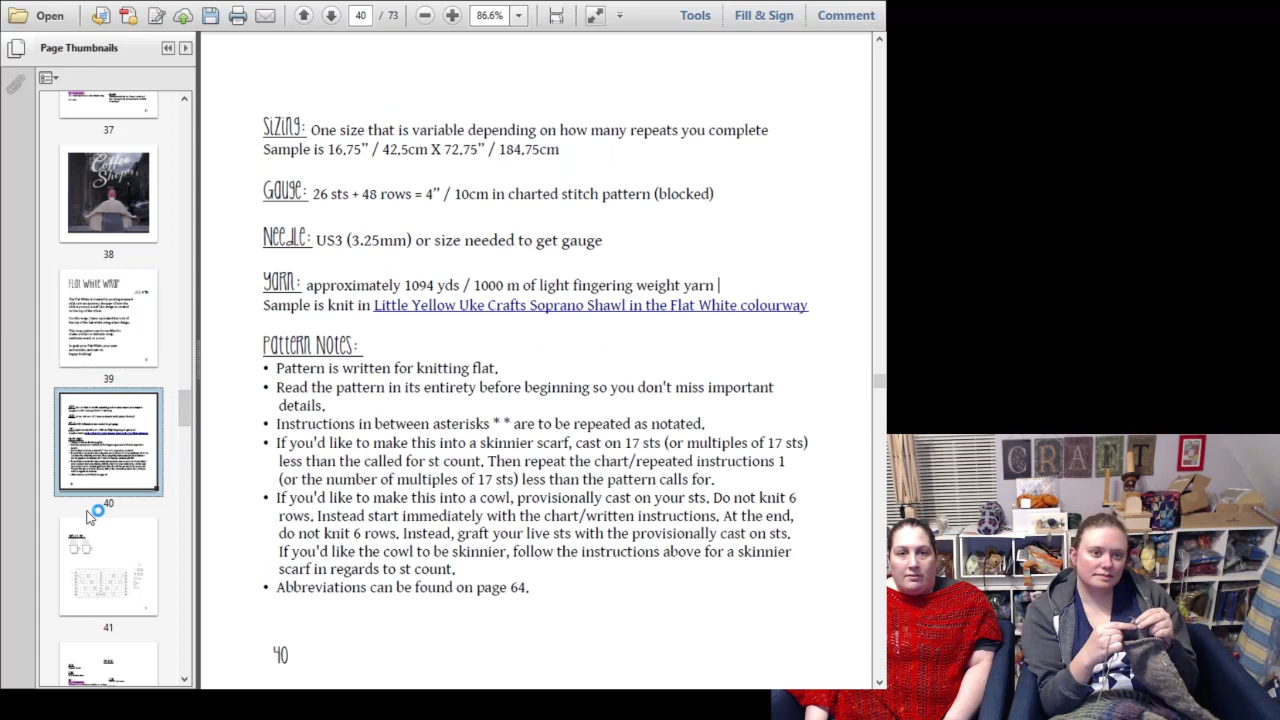 Open
40
/ 73
86.6%
Tools
Fill & Sign
Comment
Page Thumbnails
37
Coffee
Shop
38
Flat White Wrap
39
40
41
Sizing: One size that is variable depending on how many repeats you complete
Sample is 16.75” / 42.5cm X 72.75” / 184.75cm
Gauge: 26 sts + 48 rows = 4” / 10cm in charted stitch pattern (blocked)
Needle: US3 (3.25mm) or size needed to get gauge
Yarn: approximately 1094 yds / 1000 m of light fingering weight yarn |
Sample is knit in Little Yellow Uke Crafts Soprano Shawl in the Flat White colourway
Pattern Notes:
• Pattern is written for knitting flat.
• Read the pattern in its entirety before beginning so you don't miss important
details.
• Instructions in between asterisks * * are to be repeated as notated.
• If you'd like to make this into a skinnier scarf, cast on 17 sts (or multiples of 17 sts)
less than the called for st count. Then repeat the chart/repeated instructions 1
(or the number of multiples of 17 sts) less than the pattern calls for.
• If you'd like to make this into a cowl, provisionally cast on your sts. Do not knit 6
rows. Instead start immediately with the chart/written instructions. At the end,
do not knit 6 rows. Instead, graft your live sts with the provisionally cast on sts.
If you'd like the cowl to be skinnier, follow the instructions above for a skinnier
scarf in regards to st count.
• Abbreviations can be found on page 64.
40
CRAFT